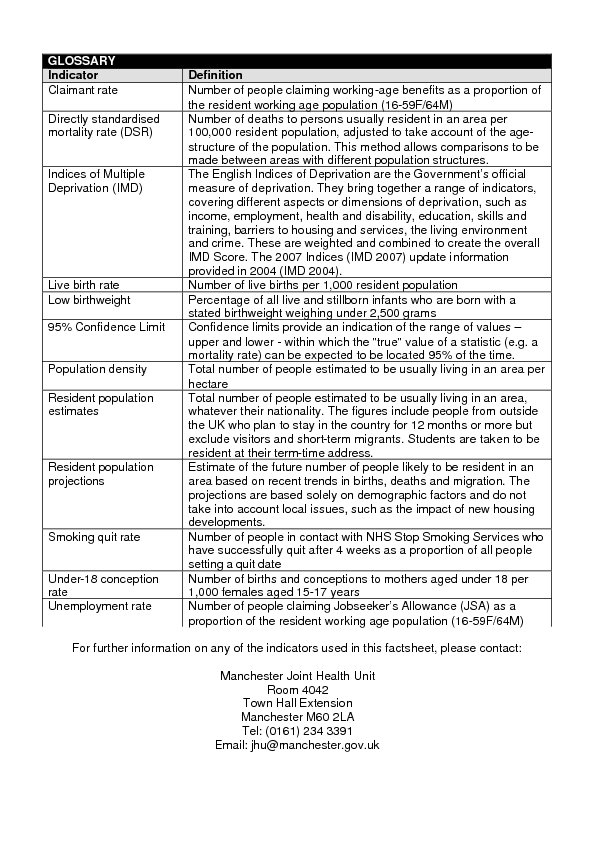 GLOSSARY
Indicator Definition
Claimant rate Number of people claiming working-age benefits as a proportion of
the resident working age population (16-59F/64M)
Directly standardised Number of deaths to persons usually resident in an area per
mortality rate (DSR) 100,000 resident population, adjusted to take account of the age-
structure of the population. This method allows comparisons to be
made between areas with different population structures.
Indices of Multiple The English Indices of Deprivation are the Government's official
Deprivation (IMD) measure of deprivation. They bring together a range of indicators,
covering different aspects or dimensions of deprivation, such as
income, employment, health and disability, education, skills and
training, barriers to housing and services, the living environment
and crime. These are weighted and combined to create the overall
IMD Score. The 2007 Indices (IMD 2007) update information
provided in 2004 (IMD 2004).
Live birth rate Number of live births per 1,000 resident population
Low birthweight Percentage of all live and stillborn infants who are born with a
stated birthweight weighing under 2,500 grams
95% Confidence Limit Confidence limits provide an indication of the range of values –
upper and lower - within which the "true" value of a statistic (e.g. a
mortality rate) can be expected to be located 95% of the time.
Population density Total number of people estimated to be usually living in an area per
hectare
Resident population Total number of people estimated to be usually living in an area,
estimates whatever their nationality. The figures include people from outside
the UK who plan to stay in the country for 12 months or more but
exclude visitors and short-term migrants. Students are taken to be
resident at their term-time address.
Resident population Estimate of the future number of people likely to be resident in an
projections area based on recent trends in births, deaths and migration. The
projections are based solely on demographic factors and do not
take into account local issues, such as the impact of new housing
developments.
Smoking quit rate Number of people in contact with NHS Stop Smoking Services who
have successfully quit after 4 weeks as a proportion of all people
setting a quit date
Under-18 conception Number of births and conceptions to mothers aged under 18 per
rate 1,000 females aged 15-17 years
Unemployment rate Number of people claiming Jobseeker's Allowance (JSA) as a
proportion of the resident working age population (16-59F/64M)
For further information on any of the indicators used in this factsheet, please contact:
Manchester Joint Health Unit
Room 4042
Town Hall Extension
Manchester M60 2LA
Tel: (0161) 234 3391
Email: jhu@manchester.gov.uk